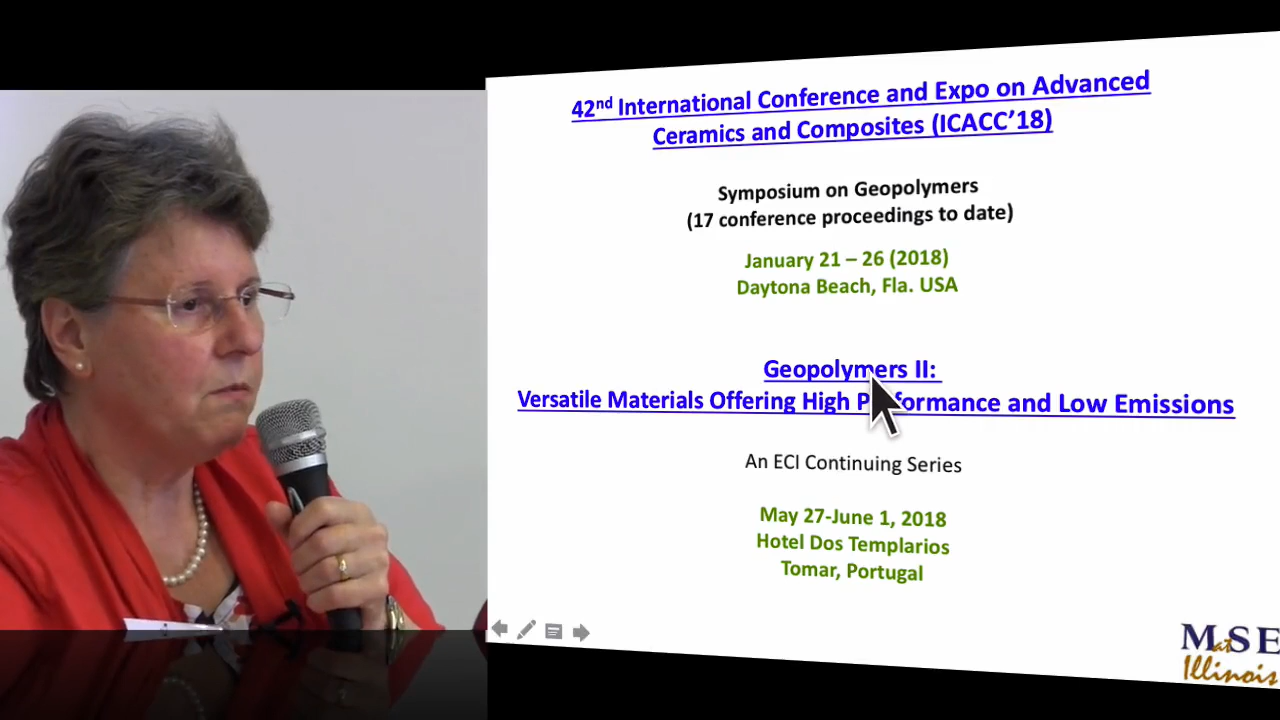 42nd International Conference and Expo on Advanced
Ceramics and Composites (ICACC’18)
Symposium on Geopolymers
(17 conference proceedings to date)
January 21 – 26 (2018)
Daytona Beach, Fla. USA
Geopolymers II:
Versatile Materials Offering High Performance and Low Emissions
An ECI Continuing Series
May 27-June 1, 2018
Hotel Dos Templarios
Tomar, Portugal
MatSE
Illinois